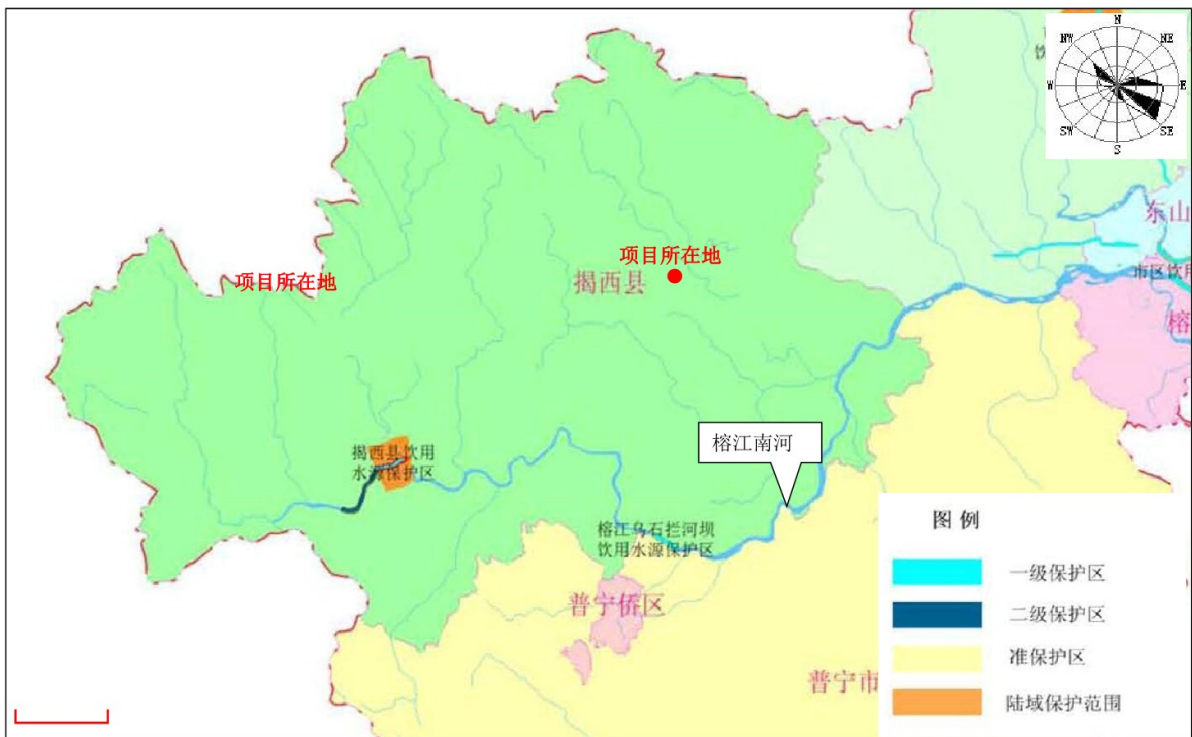 N
NW
NE
W
E
SW
SE
S
东山
项目所在地
项目所在地
揭西县
市区饮用
榕
揭西县饮用
水源保护区
榕江南河
榕江乌石拦河坝
饮用水源保护区
普宁侨区
普宁市
图 例
一级保护区
二级保护区
准保护区
陆域保护范围